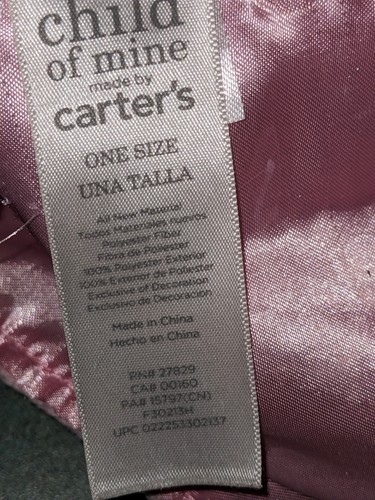 child
of mine
made by
carter's
ONE SIZE
UNA TALLA
All New Material
Todos Materiales nuevos
Polyester Fiber
Fibra de Poliester
100% Polyester Exterior
100% Exterior de Poliester
Exclusive of Decoration
Exclusivo de Decoración
Made in China
Hecho en China
PN# 27829
CA# 00160
PA# 15797(CN)
F30213H
UPC 022253302137